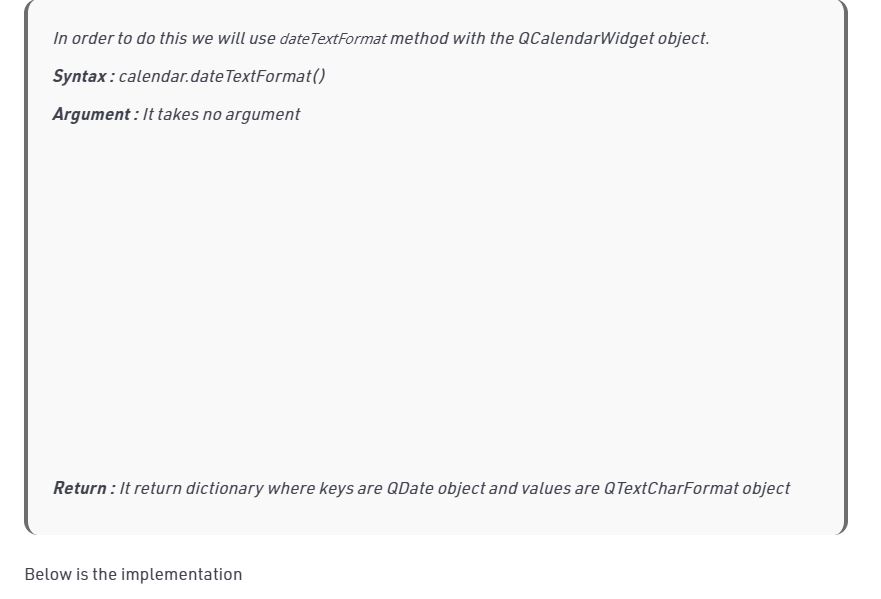 In order to do this we will use dateTextFormat method with the QCalendarWidget object.
Syntax : calendar.dateTextFormat()
Argument : It takes no argument
Return : It return dictionary where keys are QDate object and values are QTextCharFormat object
Below is the implementation